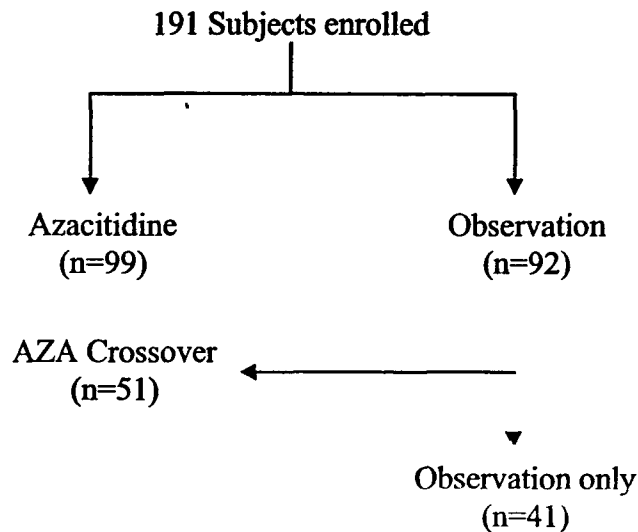 191 Subjects enrolled
Azacitidine
(n=99)
Observation
(n=92)
AZA Crossover
(n=51)
Observation only
(n=41)